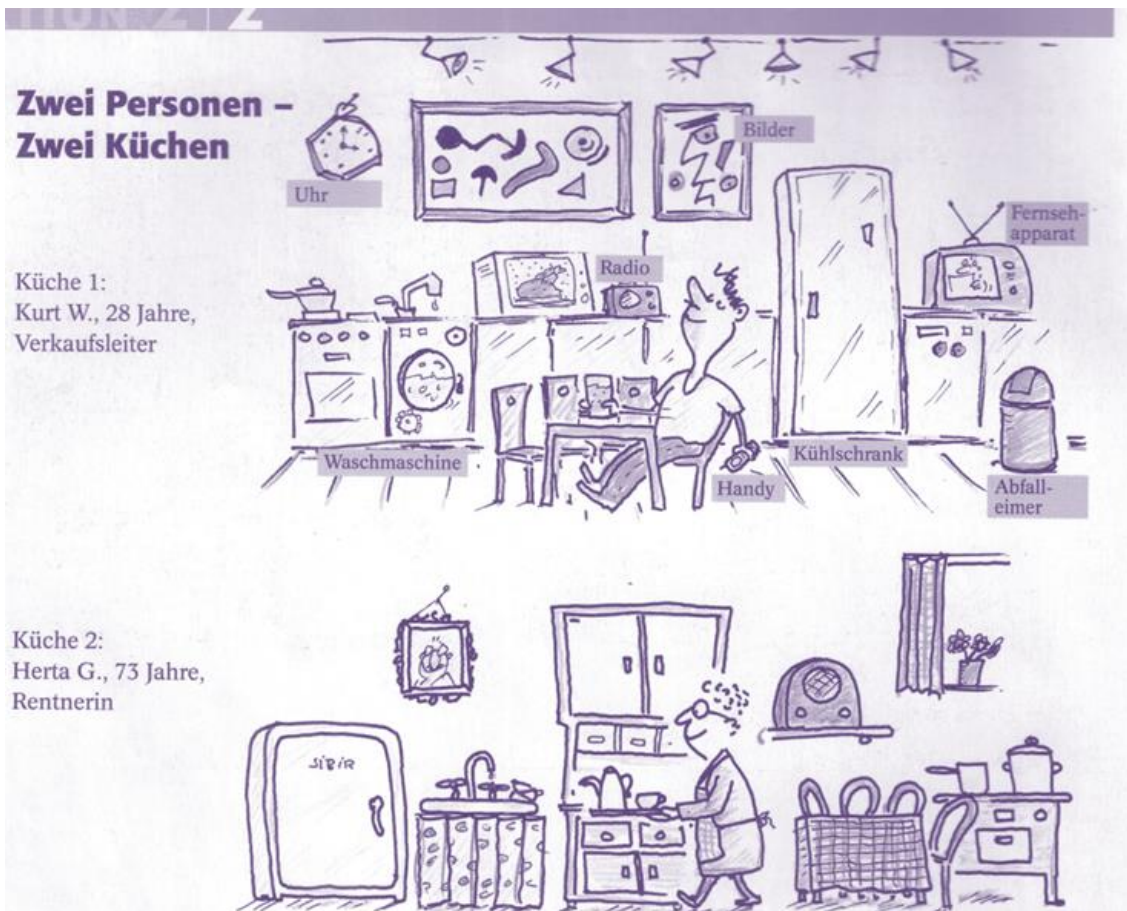 2
Zwei Personen –
Zwei Küchen
Bilder
Uhr
Fernseh-
apparat
Radio
Küche 1:
Kurt W., 28 Jahre,
Verkaufsleiter
Waschmaschine
Kühlschrank
Handy
Abfall-
eimer
Küche 2:
Herta G., 73 Jahre,
Rentnerin
SIBIR